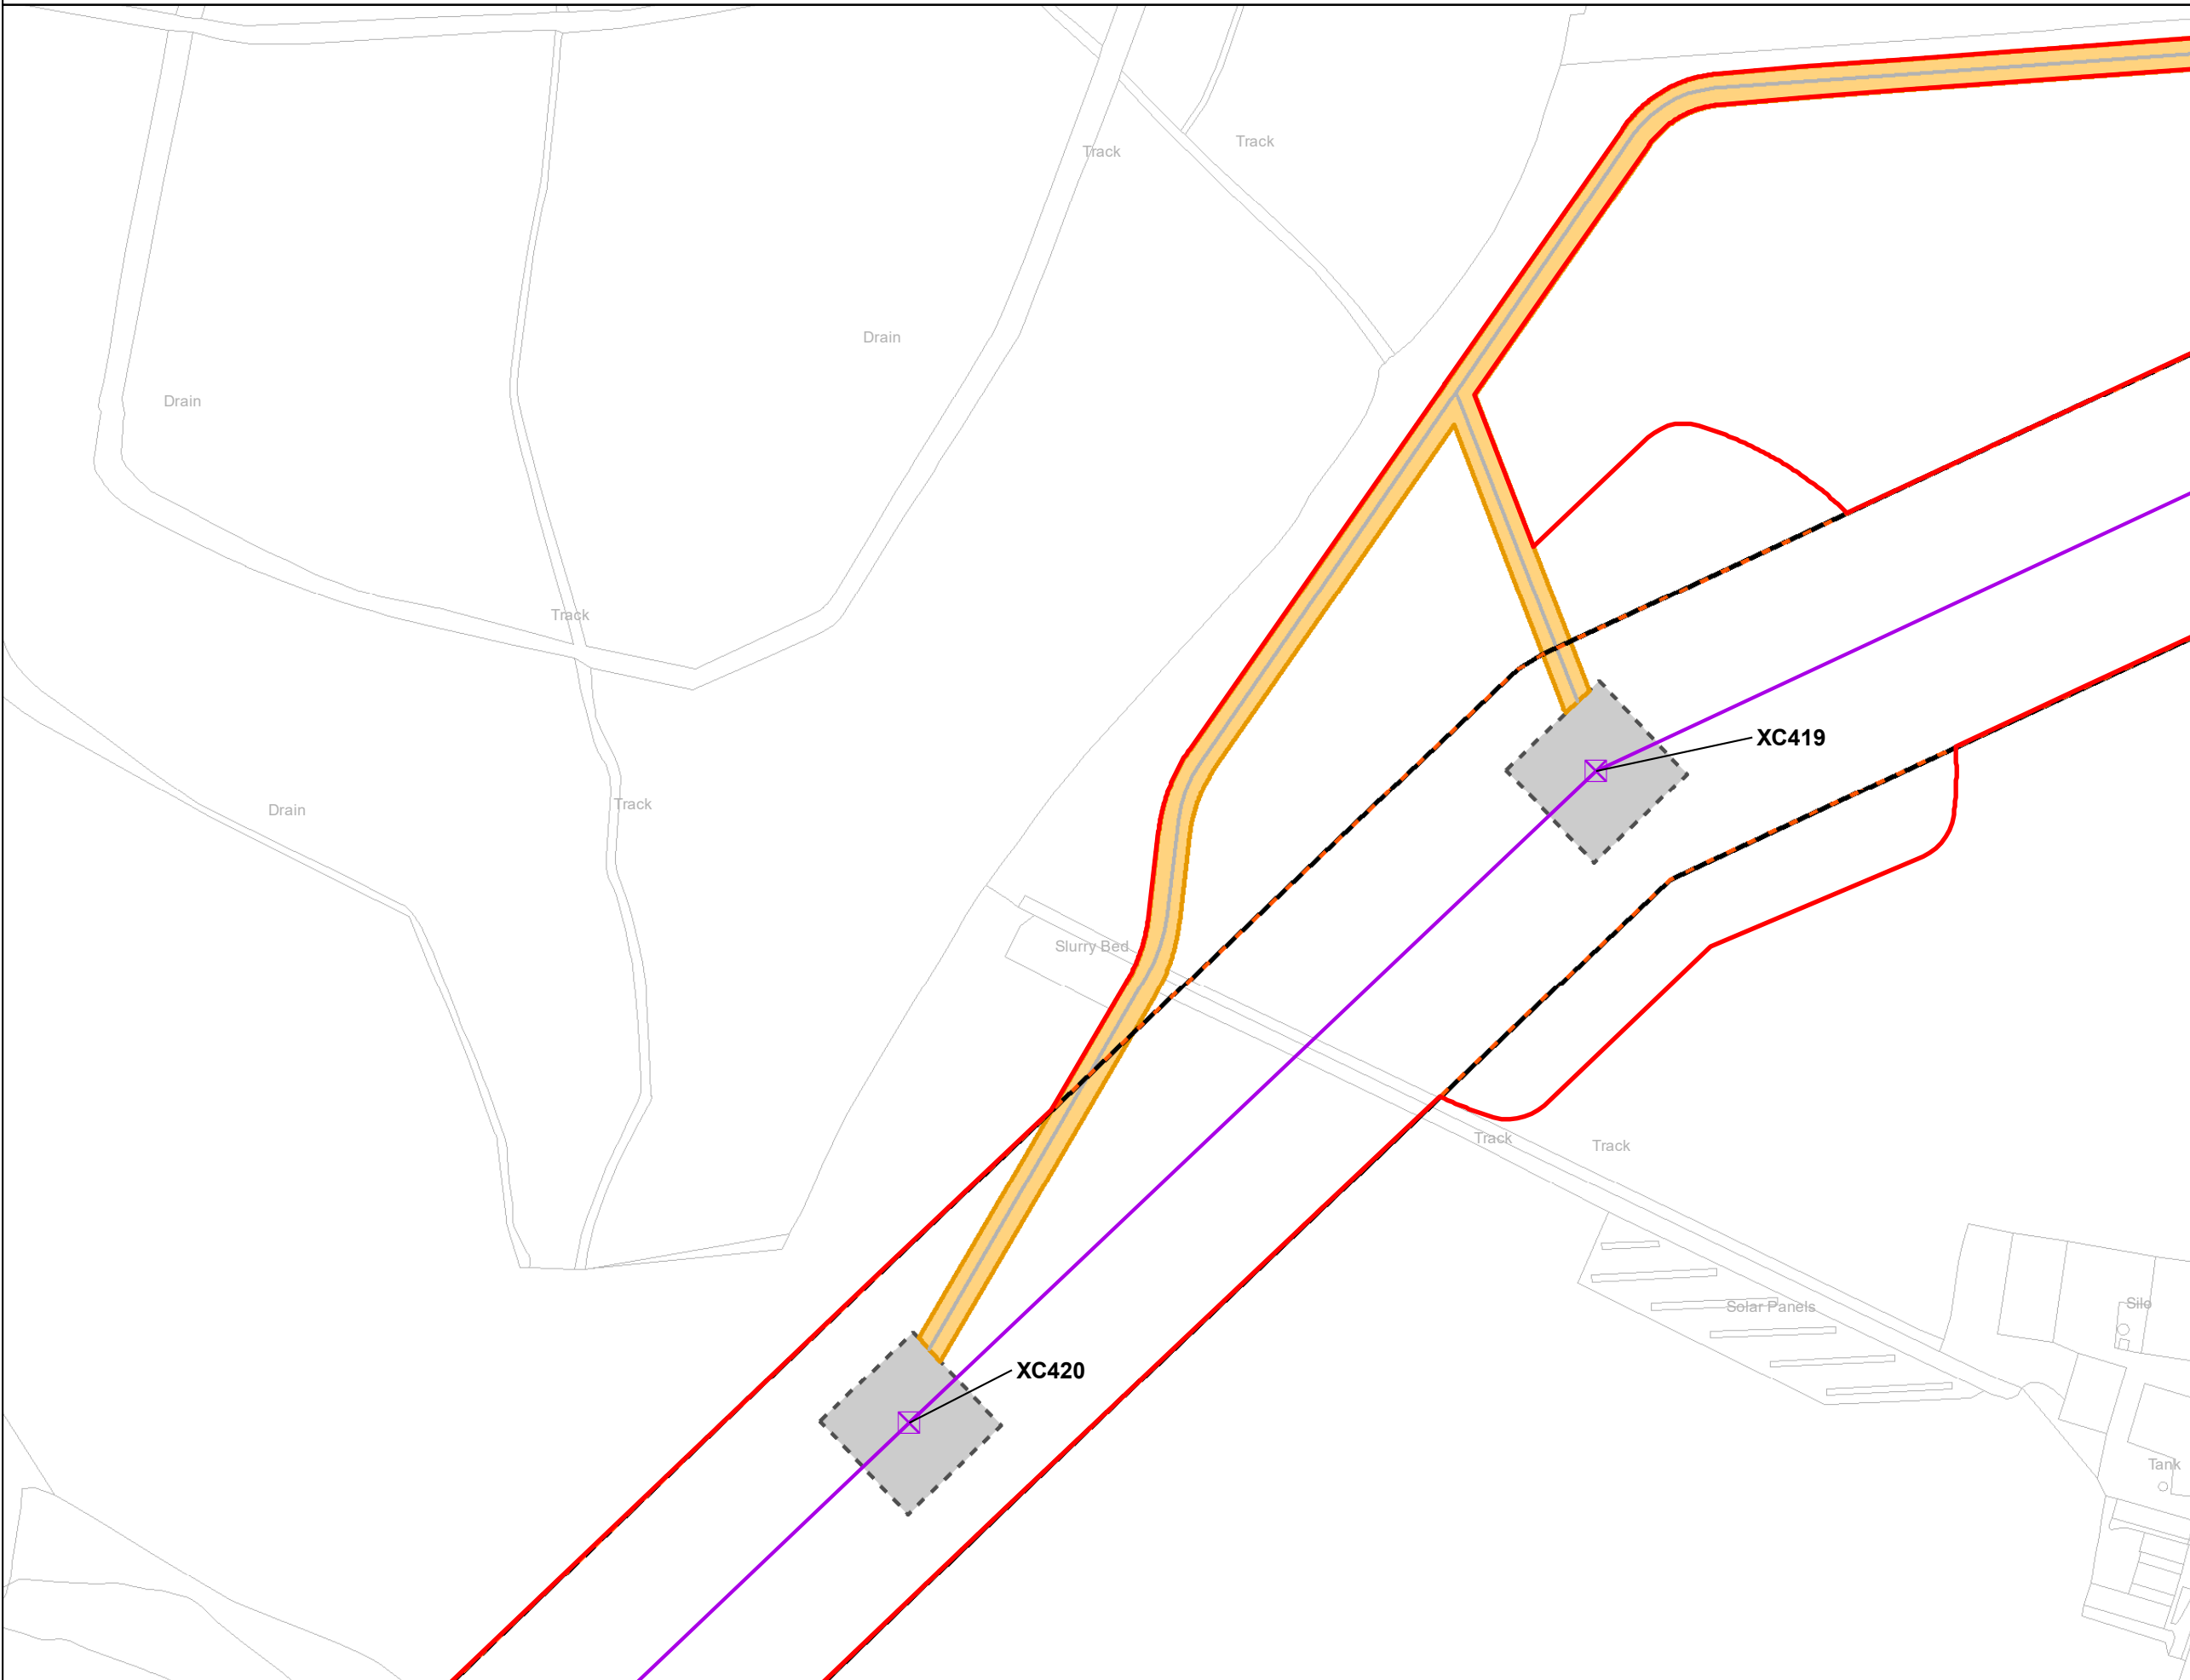 Track
Track
Drain
Drain
Track
XC419
Track
Drain
Slurry Bed
Track
Track
Solar Panels
Silo
XC420
Tank